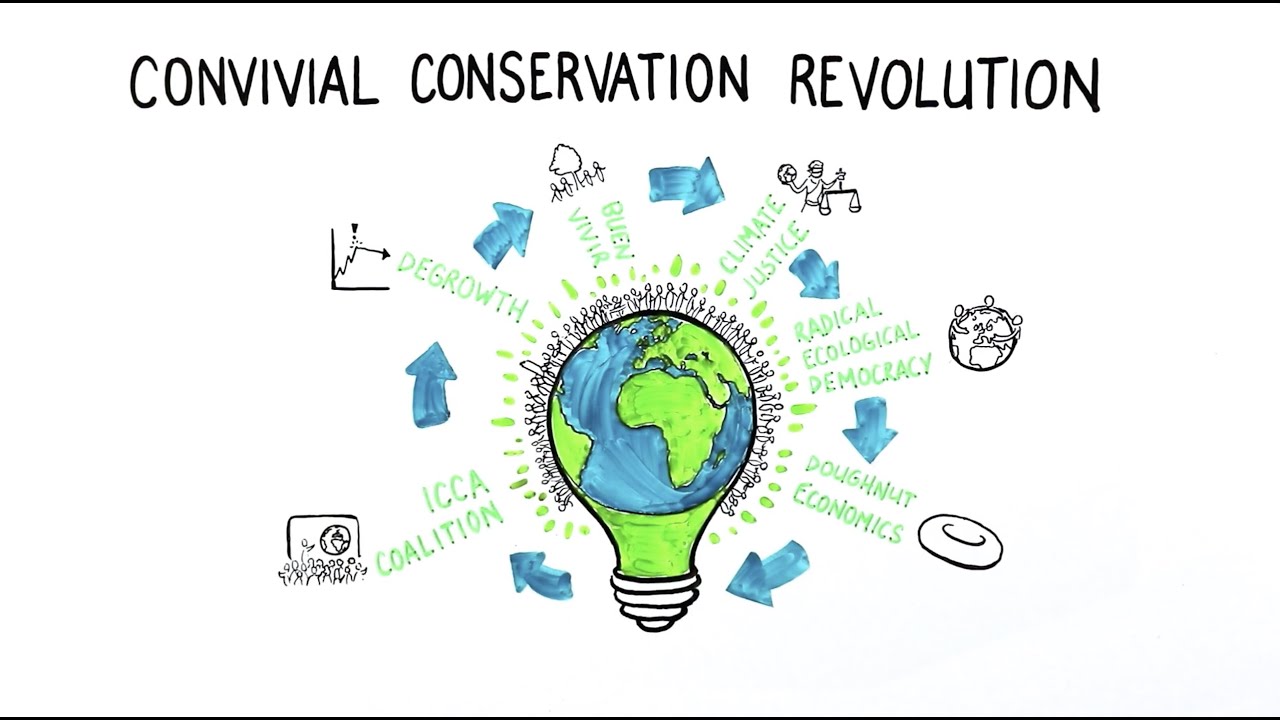 CONVIVIAL CONSERVATION REVOLUTION
BUEN
VIVIR
CLIMATE
JUSTICE
DEGROWTH
RADICAL
ECOLOGICAL
DEMOCRACY
ICCA
COALITION
DOUGHNUT
ECONOMICS